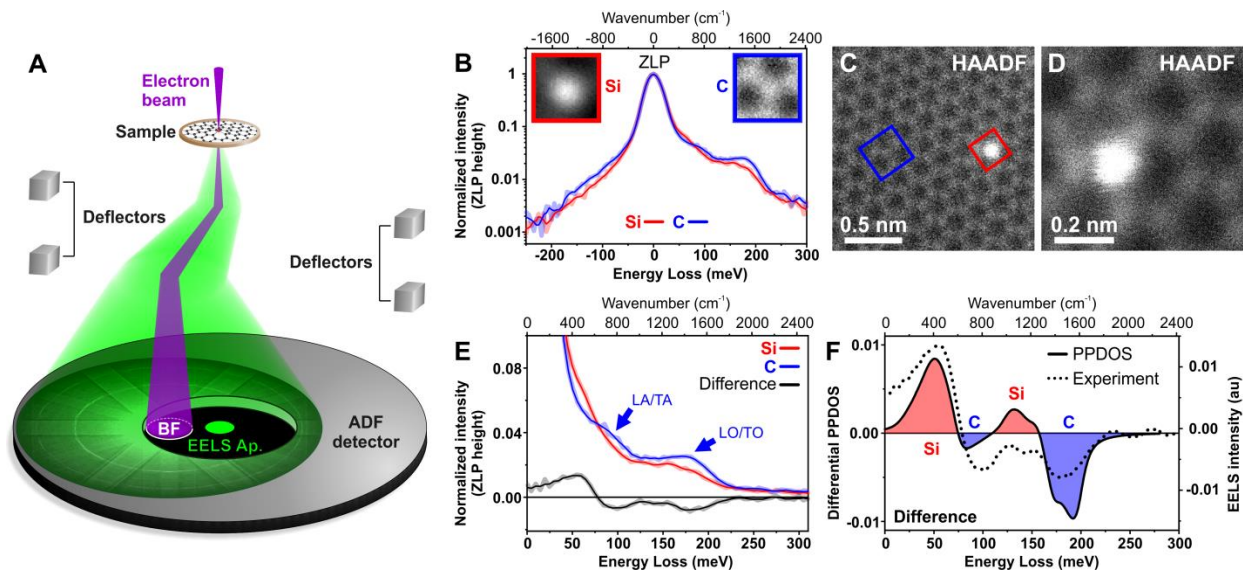 A
Electron
beam
Sample
Deflectors
Deflectors
BF
EELS Ap.
ADF
detector
B
Wavenumber (cm⁻¹)
-1600 -800 0 800 1600 2400
ZLP
Si
C
Normalized intensity
(ZLP height)
1
0.1
0.01
0.001
Si C
-200 -100 0 100 200 300
Energy Loss (meV)
C
HAADF
0.5 nm
D
HAADF
0.2 nm
E
Wavenumber (cm⁻¹)
0 400 800 1200 1600 2000 2400
Si
C
Difference
LA/TA
LO/TO
Normalized intensity
(ZLP height)
0.08
0.04
0.00
0 50 100 150 200 250 300
Energy Loss (meV)
F
Wavenumber (cm⁻¹)
0 400 800 1200 1600 2000 2400
PPDOS
Experiment
Si
C
Si
C
Differential PPDOS
0.01
0.00
-0.01
EELS intensity (au)
0.01
0.00
-0.01
Difference
0 50 100 150 200 250 300
Energy Loss (meV)